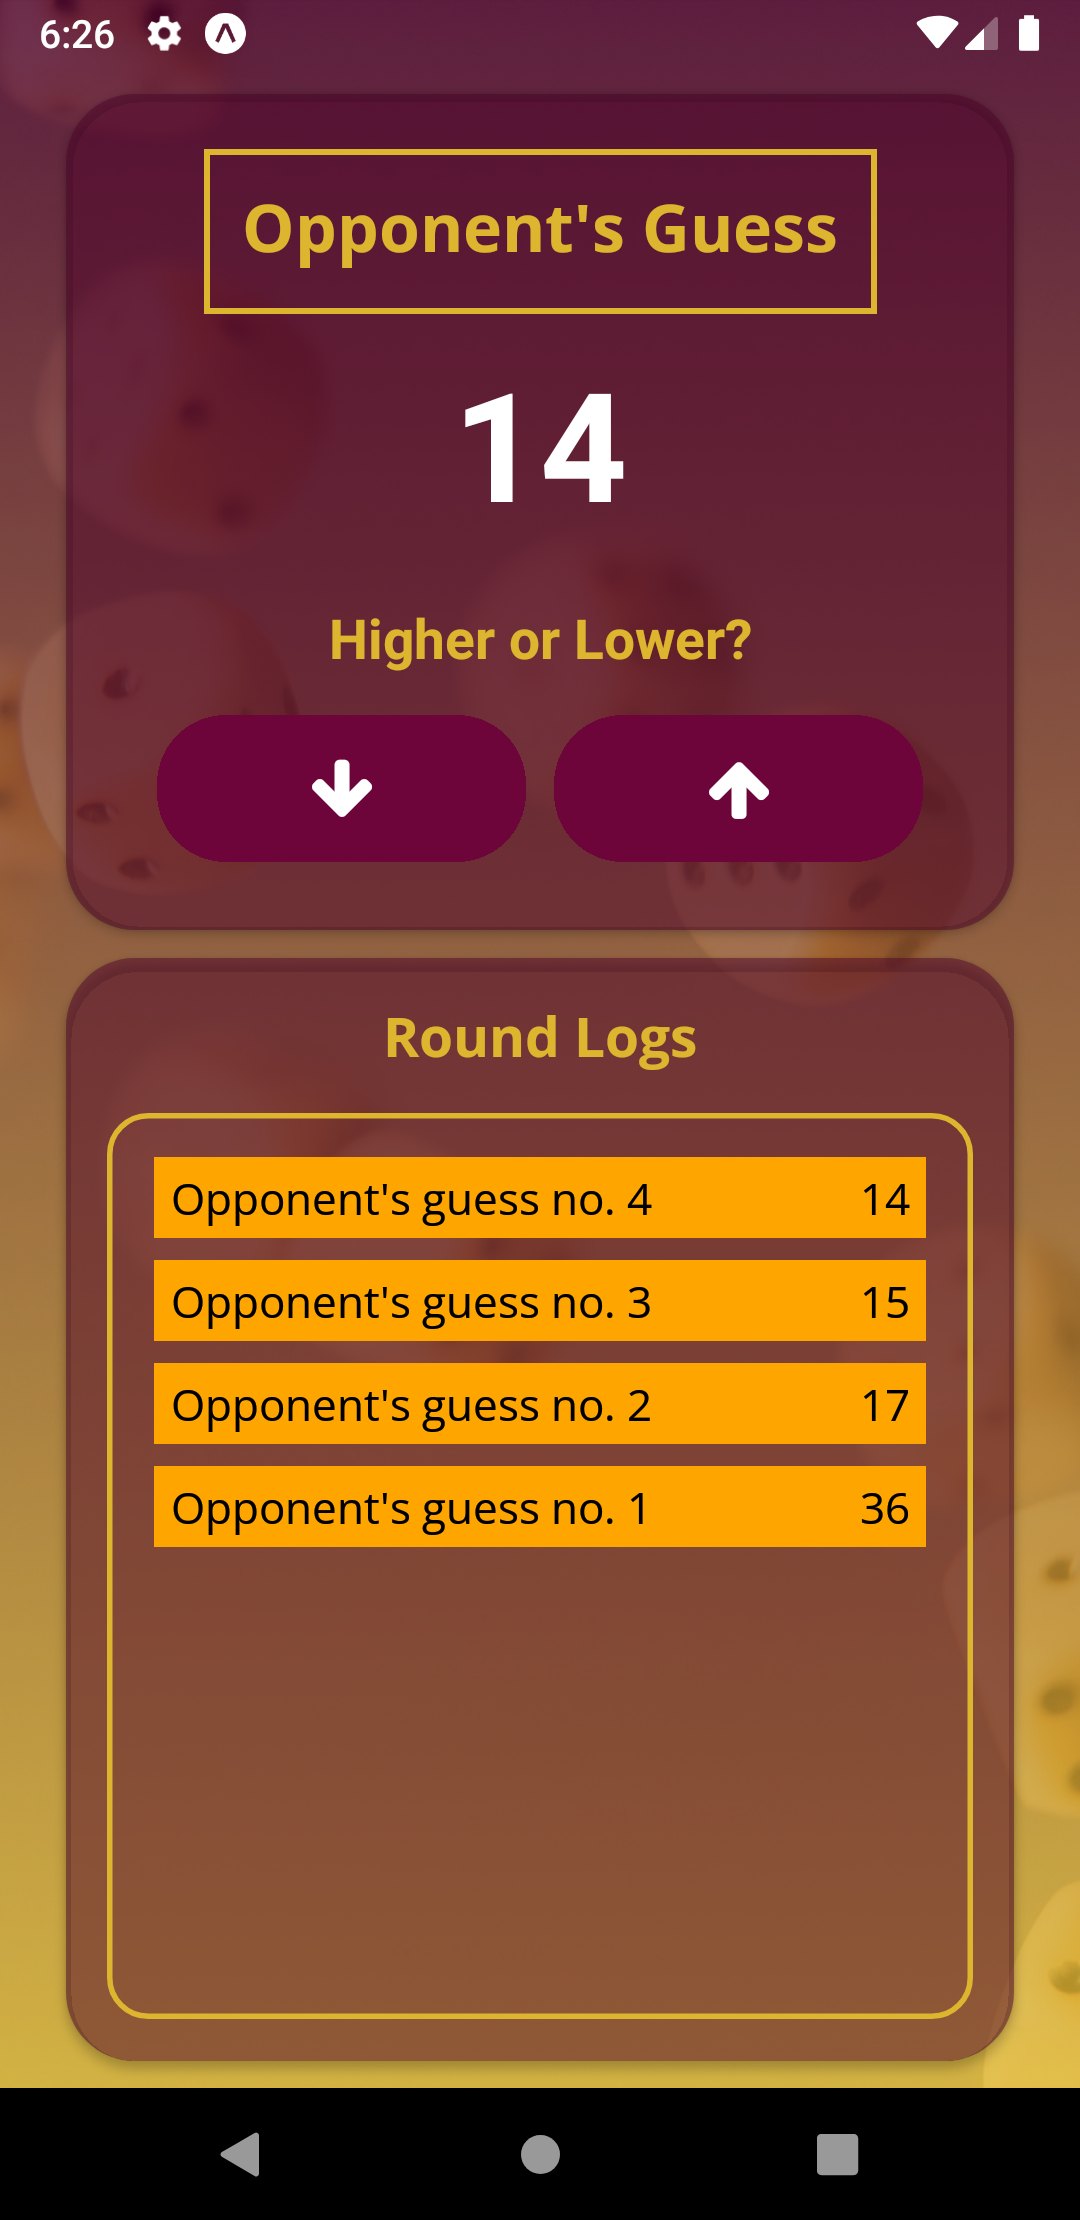 6:26
Opponent's Guess
14
Higher or Lower?
Round Logs
Opponent's guess no. 4 14
Opponent's guess no. 3 15
Opponent's guess no. 2 17
Opponent's guess no. 1 36